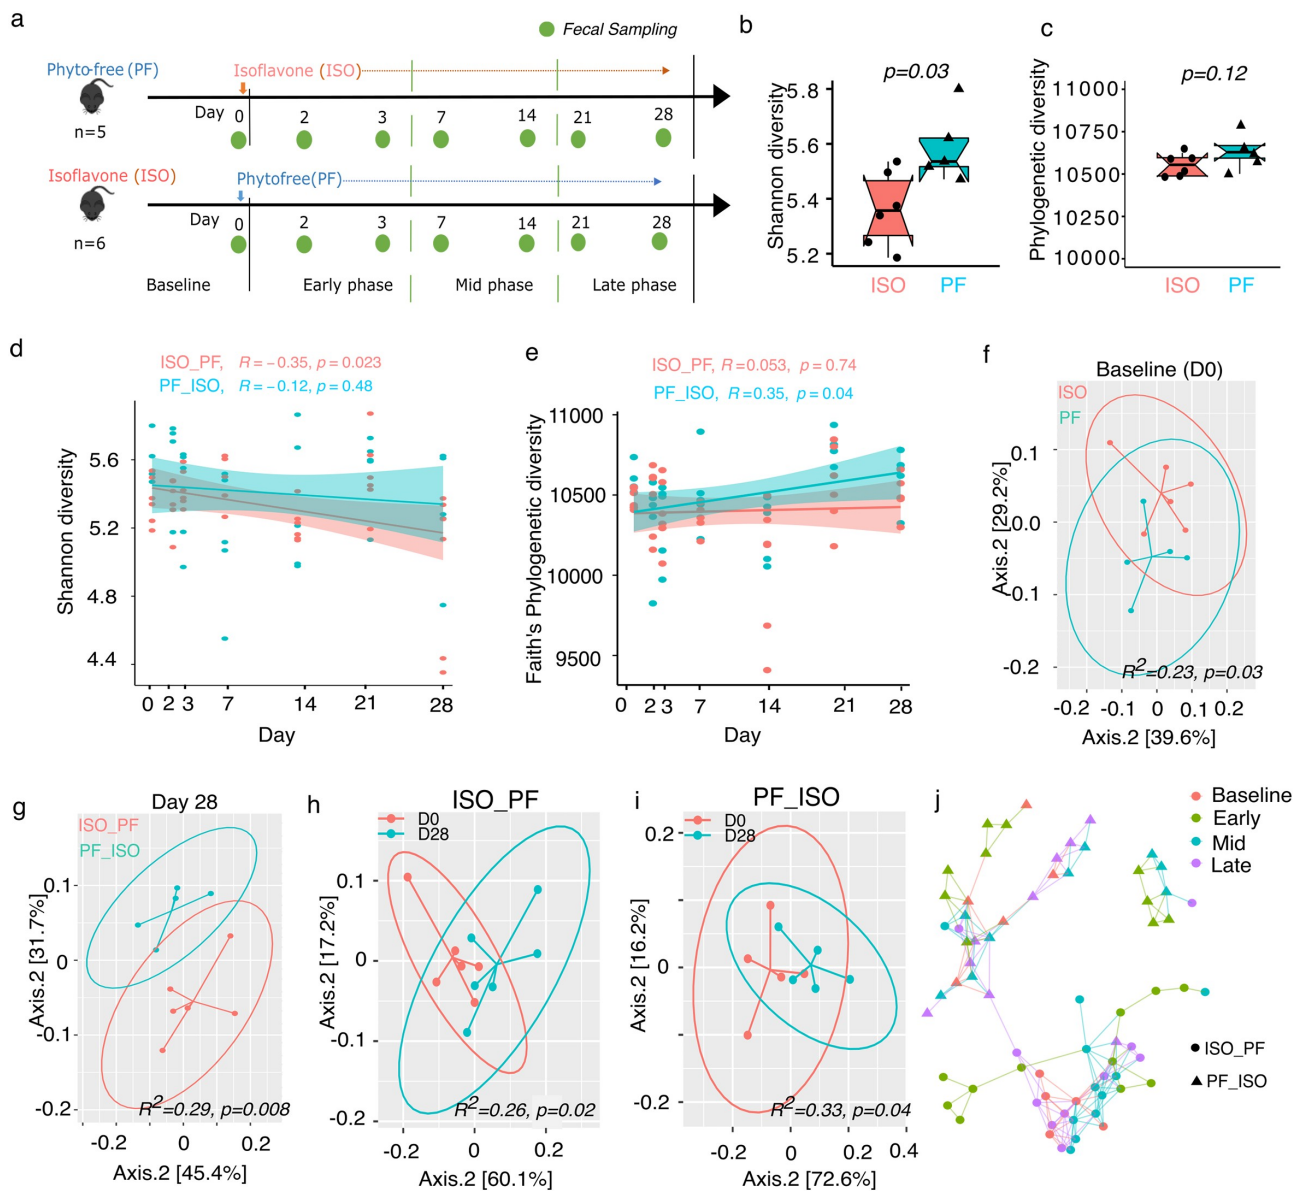 a
Fecal Sampling
Phyto-free (PF)
Isoflavone (ISO)
n=5
Day 0 2 3 7 14 21 28
Isoflavone (ISO)
Phytofree(PF)
n=6
Day 0 2 3 7 14 21 28
Baseline Early phase Mid phase Late phase
b
p=0.03
Shannon diversity
5.8
5.6
5.4
5.2
ISO PF
c
p=0.12
Phylogenetic diversity
11000
10750
10500
10250
10000
ISO PF
d
ISO_PF, R=−0.35, p=0.023
PF_ISO, R=−0.12, p=0.48
Shannon diversity
5.6
5.2
4.8
4.4
0 2 3 7 14 21 28
Day
e
ISO_PF, R=0.053, p=0.74
PF_ISO, R=0.35, p=0.04
Faith's Phylogenetic diversity
11000
10500
10000
9500
0 2 3 7 14 21 28
Day
f
Baseline (D0)
ISO
PF
Axis.2 [29.2%]
0.1
0.0
-0.1
-0.2
R2=0.23, p=0.03
-0.2 -0.1 0 0.1 0.2
Axis.2 [39.6%]
g
Day 28
ISO_PF
PF_ISO
Axis.2 [31.7%]
0.1
0
-0.1
-0.2
R2=0.29, p=0.008
-0.2 0 0.2
Axis.2 [45.4%]
h
ISO_PF
D0
D28
Axis.2 [17.2%]
0.1
0
-0.1
-0.2
R2=0.26, p=0.02
-0.2 0 0.2
Axis.2 [60.1%]
i
PF_ISO
D0
D28
Axis.2 [16.2%]
0.2
0
-0.2
R2=0.33, p=0.04
-0.2 0 0.2 0.4
Axis.2 [72.6%]
j
Baseline
Early
Mid
Late
ISO_PF
PF_ISO